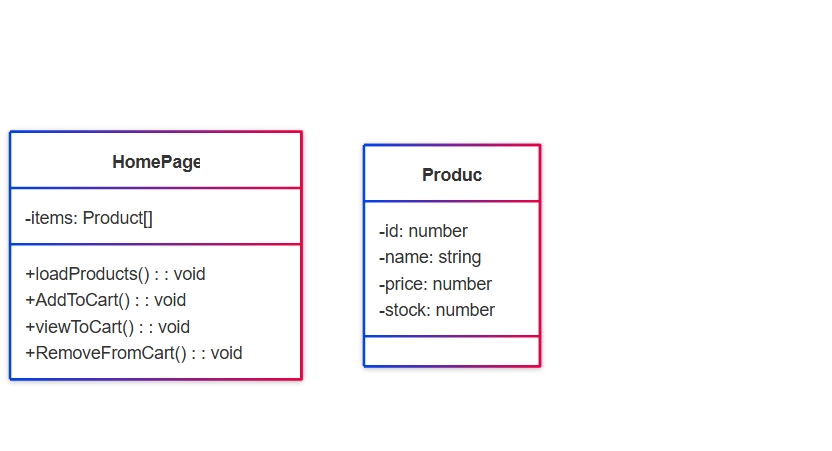 HomePage
-items: Product[]
+loadProducts() : : void
+AddToCart() : : void
+viewToCart() : : void
+RemoveFromCart() : : void
Produc
-id: number
-name: string
-price: number
-stock: number